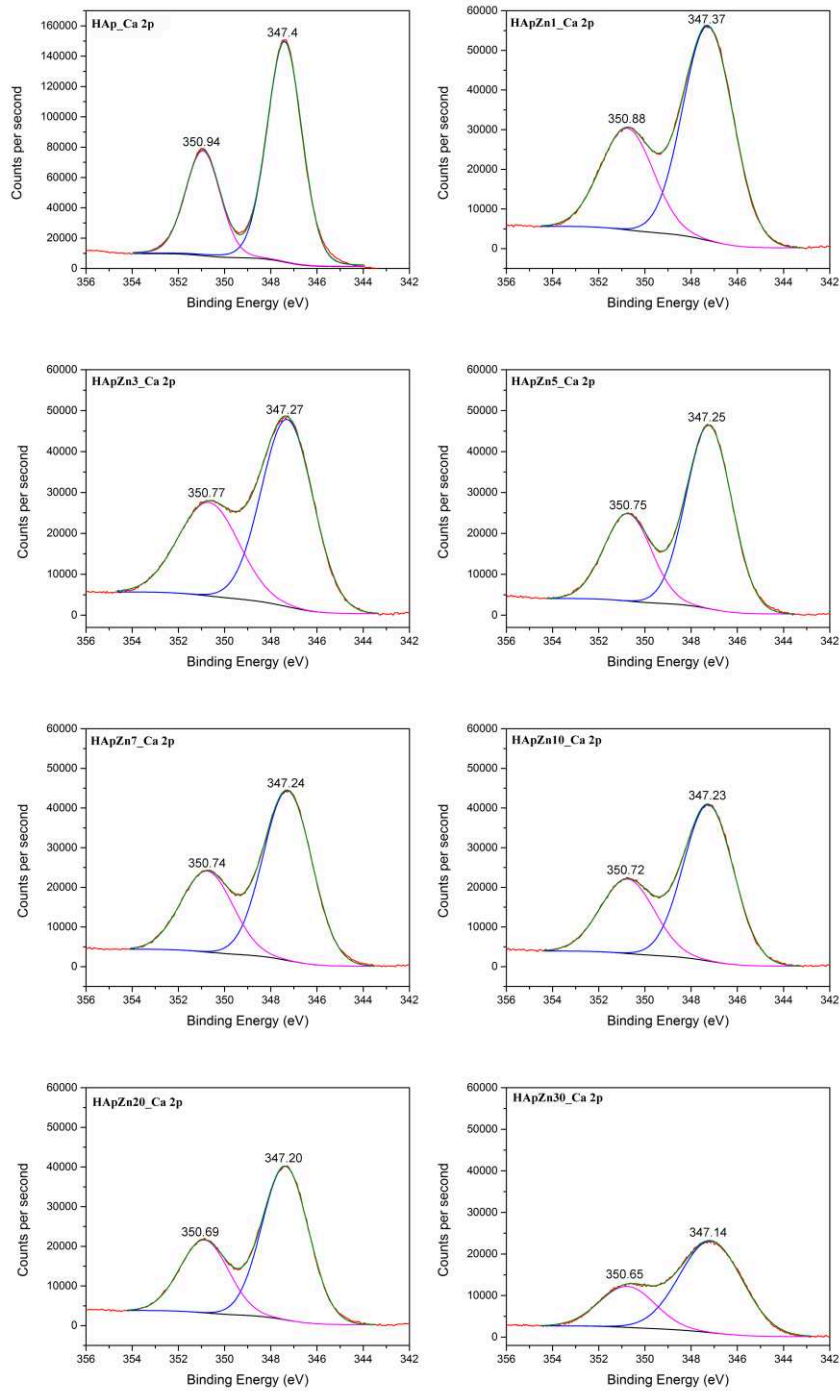 HAp_Ca 2p
347.4
350.94
Counts per second
160000
150000
140000
130000
120000
110000
100000
90000
80000
70000
60000
50000
40000
30000
20000
10000
0
356 354 352 350 348 346 344 342
Binding Energy (eV)
HApZn1_Ca 2p
347.37
350.88
Counts per second
60000
50000
40000
30000
20000
10000
0
356 354 352 350 348 346 344 342
Binding Energy (eV)
HApZn3_Ca 2p
347.27
350.77
Counts per second
60000
50000
40000
30000
20000
10000
0
356 354 352 350 348 346 344 342
Binding Energy (eV)
HApZn5_Ca 2p
347.25
350.75
Counts per second
60000
50000
40000
30000
20000
10000
0
356 354 352 350 348 346 344 342
Binding Energy (eV)
HApZn7_Ca 2p
347.24
350.74
Counts per second
60000
50000
40000
30000
20000
10000
0
356 354 352 350 348 346 344 342
Binding Energy (eV)
HApZn10_Ca 2p
347.23
350.72
Counts per second
60000
50000
40000
30000
20000
10000
0
356 354 352 350 348 346 344 342
Binding Energy (eV)
HApZn20_Ca 2p
347.20
350.69
Counts per second
60000
50000
40000
30000
20000
10000
0
356 354 352 350 348 346 344 342
Binding Energy (eV)
HApZn30_Ca 2p
347.14
350.65
Counts per second
60000
50000
40000
30000
20000
10000
0
356 354 352 350 348 346 344 342
Binding Energy (eV)